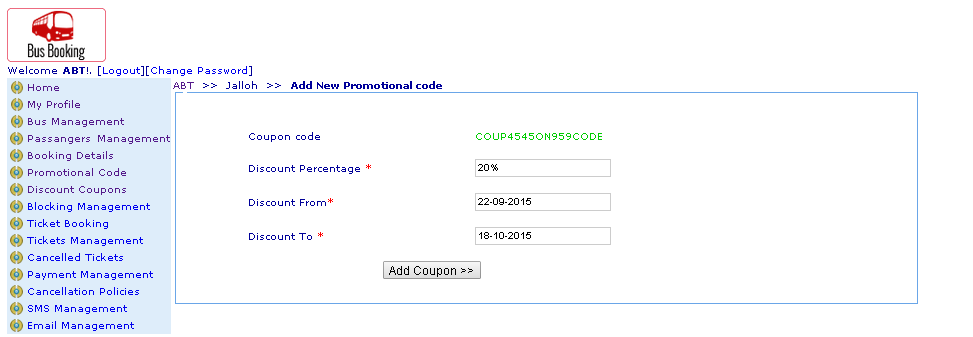 Bus Booking
Welcome ABT!. [Logout][Change Password]
ABT >> Jalloh >> Add New Promotional code
Home
My Profile
Bus Management
Passangers Management
Booking Details
Promotional Code
Discount Coupons
Blocking Management
Ticket Booking
Tickets Management
Cancelled Tickets
Payment Management
Cancellation Policies
SMS Management
Email Management
Coupon code COUP4545ON959CODE
Discount Percentage * 20%
Discount From* 22-09-2015
Discount To * 18-10-2015
Add Coupon >>